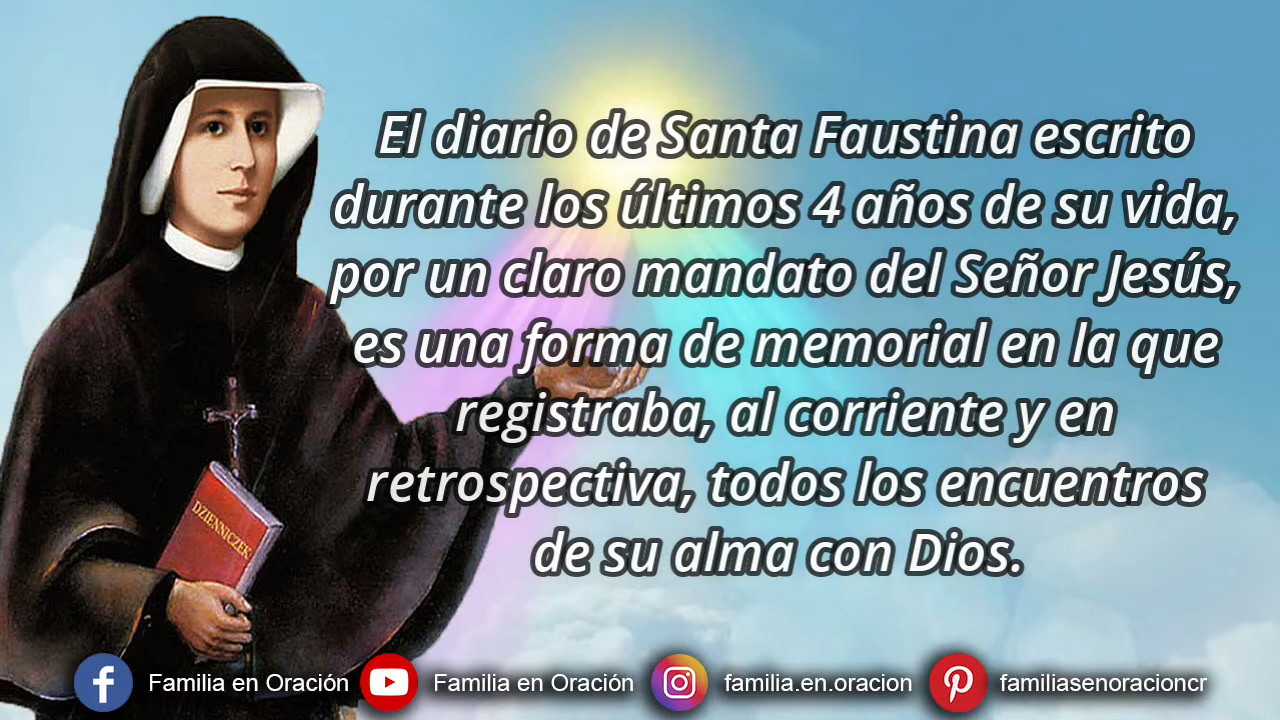 El diario de Santa Faustina escrito
durante los últimos 4 años de su vida,
por un claro mandato del Señor Jesús,
es una forma de memorial en la que
registraba, al corriente y en
retrospectiva, todos los encuentros
de su alma con Dios.
DZIENNICZEK
Familia en Oración
Familia en Oración
familia.en.oracion
familiasenoracioncr